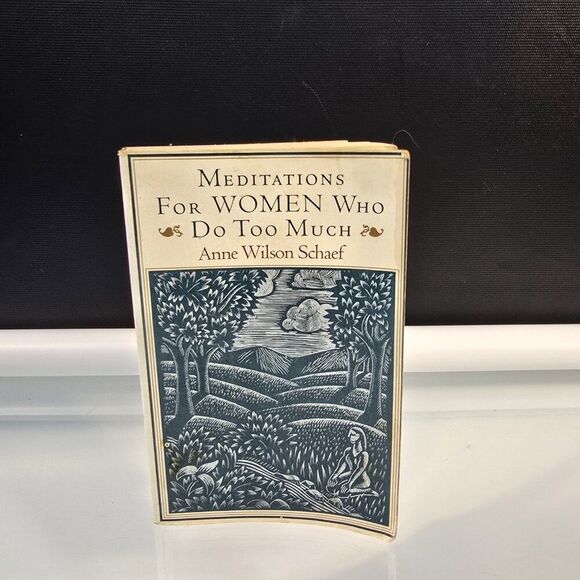 MEDITATIONS
FOR WOMEN WHO
DO TOO MUCH
Anne Wilson Schaef